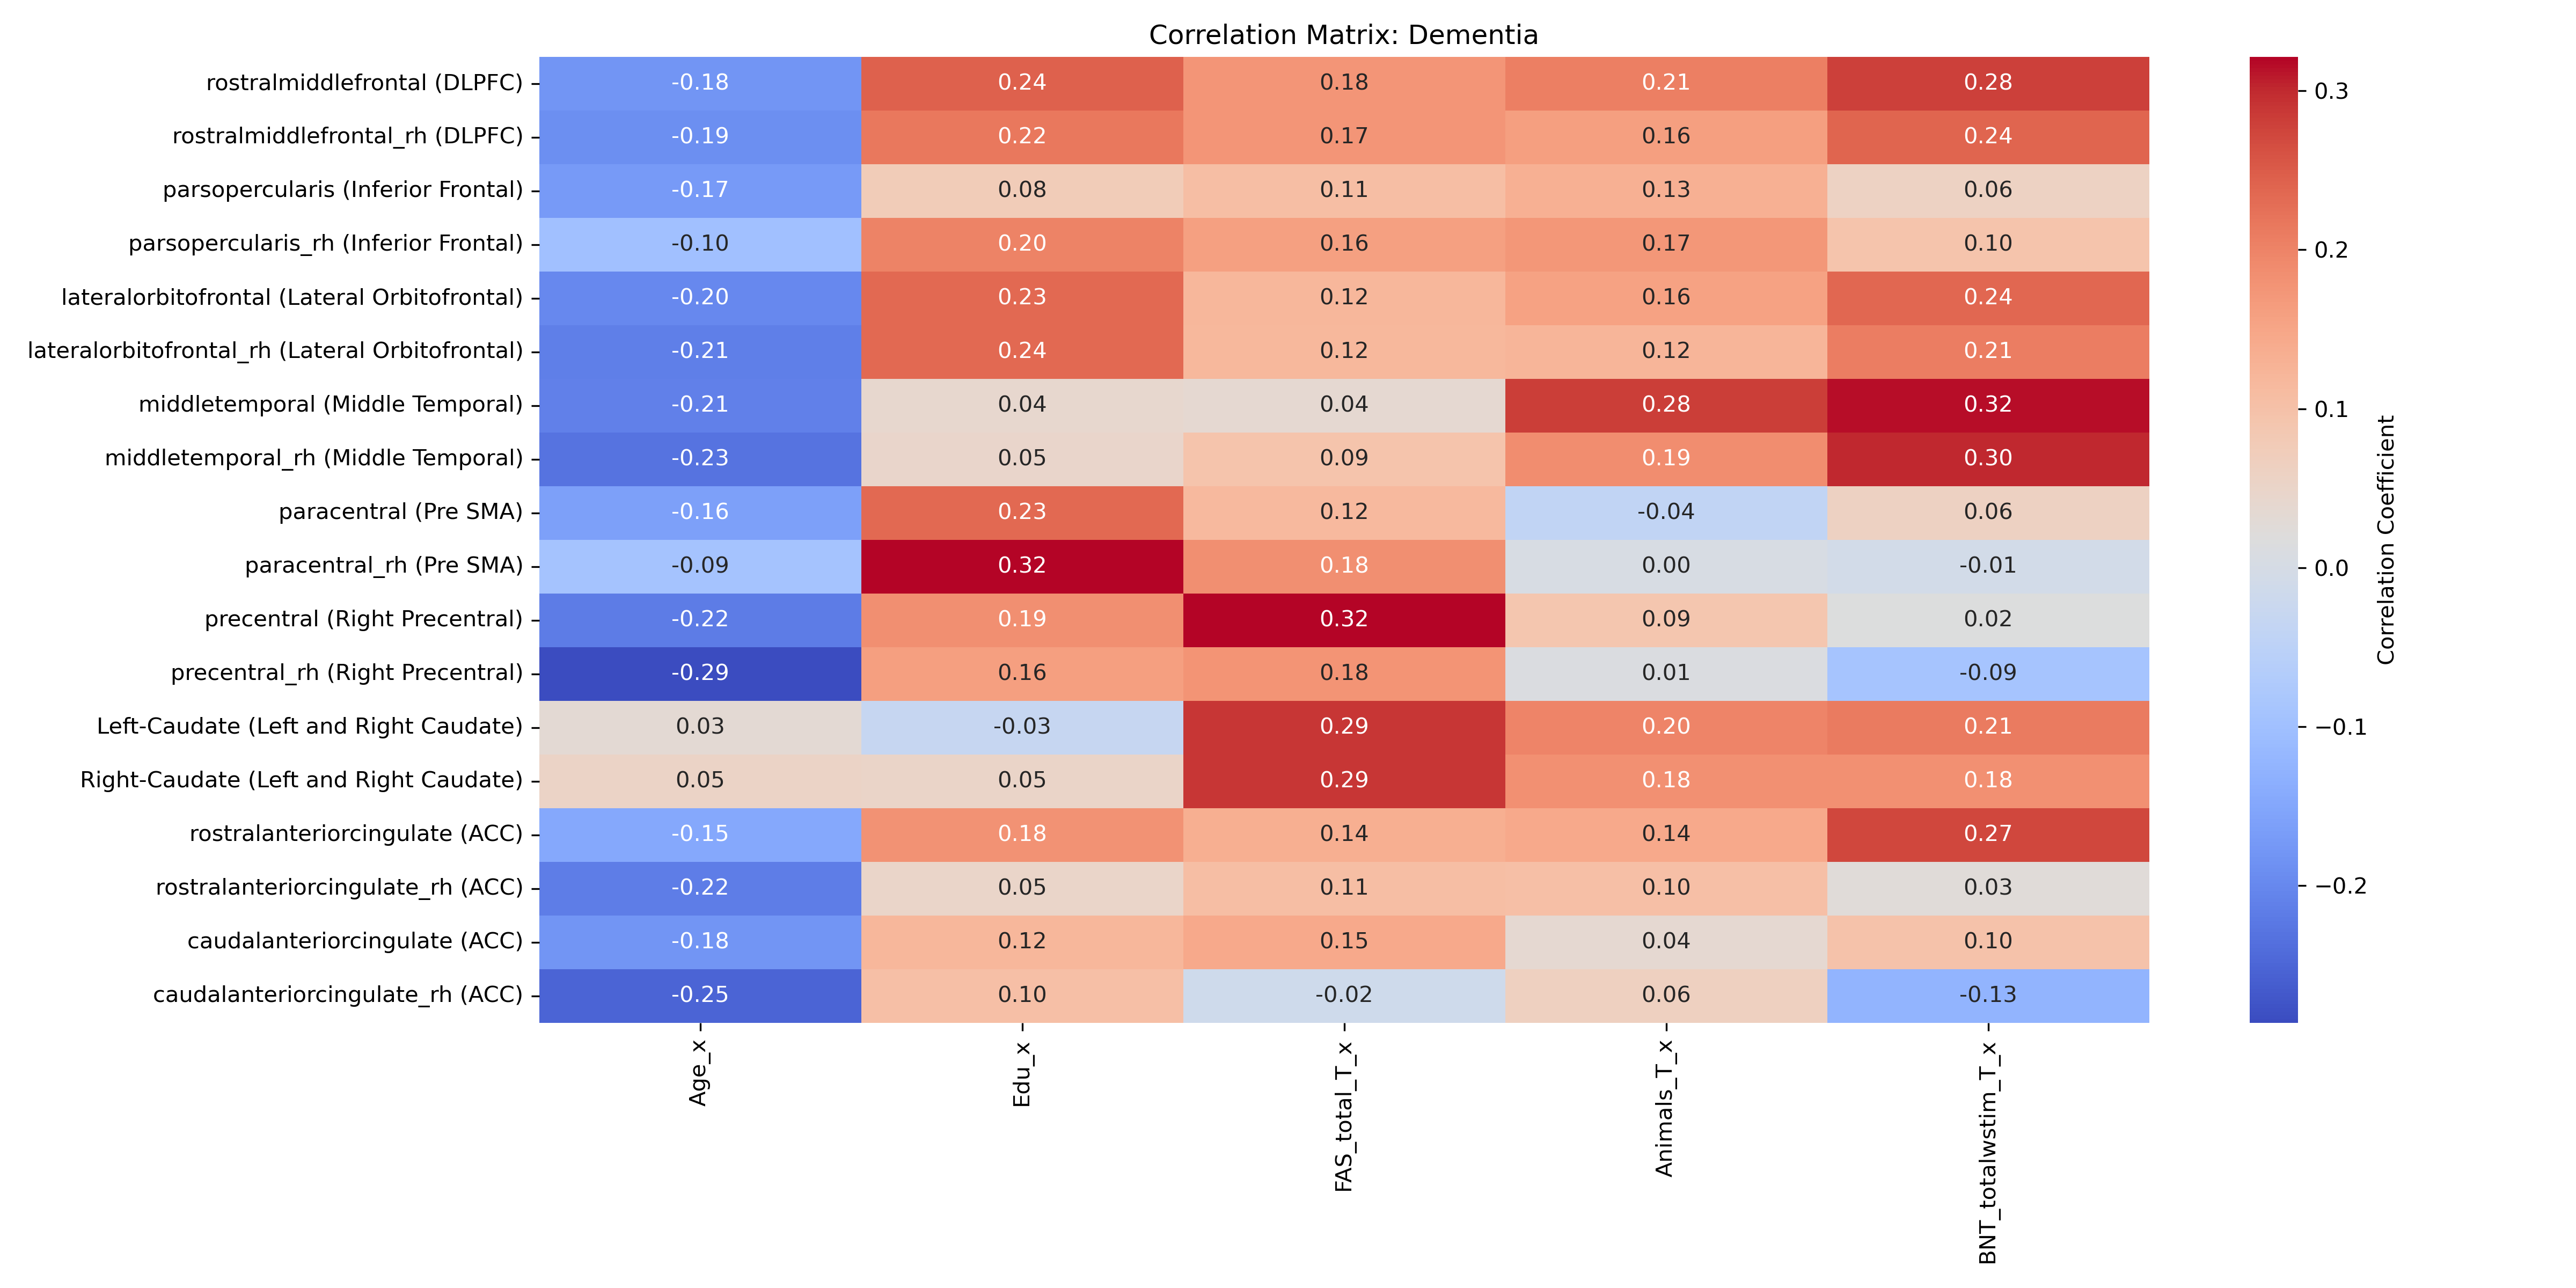 Correlation Matrix: Dementia
rostralmiddlefrontal (DLPFC) -0.18 0.24 0.18 0.21 0.28
rostralmiddlefrontal_rh (DLPFC) -0.19 0.22 0.17 0.16 0.24
parsopercularis (Inferior Frontal) -0.17 0.08 0.11 0.13 0.06
parsopercularis_rh (Inferior Frontal) -0.10 0.20 0.16 0.17 0.10
lateralorbitofrontal (Lateral Orbitofrontal) -0.20 0.23 0.12 0.16 0.24
lateralorbitofrontal_rh (Lateral Orbitofrontal) -0.21 0.24 0.12 0.12 0.21
middletemporal (Middle Temporal) -0.21 0.04 0.04 0.28 0.32
middletemporal_rh (Middle Temporal) -0.23 0.05 0.09 0.19 0.30
paracentral (Pre SMA) -0.16 0.23 0.12 -0.04 0.06
paracentral_rh (Pre SMA) -0.09 0.32 0.18 0.00 -0.01
precentral (Right Precentral) -0.22 0.19 0.32 0.09 0.02
precentral_rh (Right Precentral) -0.29 0.16 0.18 0.01 -0.09
Left-Caudate (Left and Right Caudate) 0.03 -0.03 0.29 0.20 0.21
Right-Caudate (Left and Right Caudate) 0.05 0.05 0.29 0.18 0.18
rostralanteriorcingulate (ACC) -0.15 0.18 0.14 0.14 0.27
rostralanteriorcingulate_rh (ACC) -0.22 0.05 0.11 0.10 0.03
caudalanteriorcingulate (ACC) -0.18 0.12 0.15 0.04 0.10
caudalanteriorcingulate_rh (ACC) -0.25 0.10 -0.02 0.06 -0.13
Age_x
Edu_x
FAS_total_T_x
Animals_T_x
BNT_totalwstim_T_x
0.3
0.2
0.1
0.0
−0.1
−0.2
Correlation Coefficient